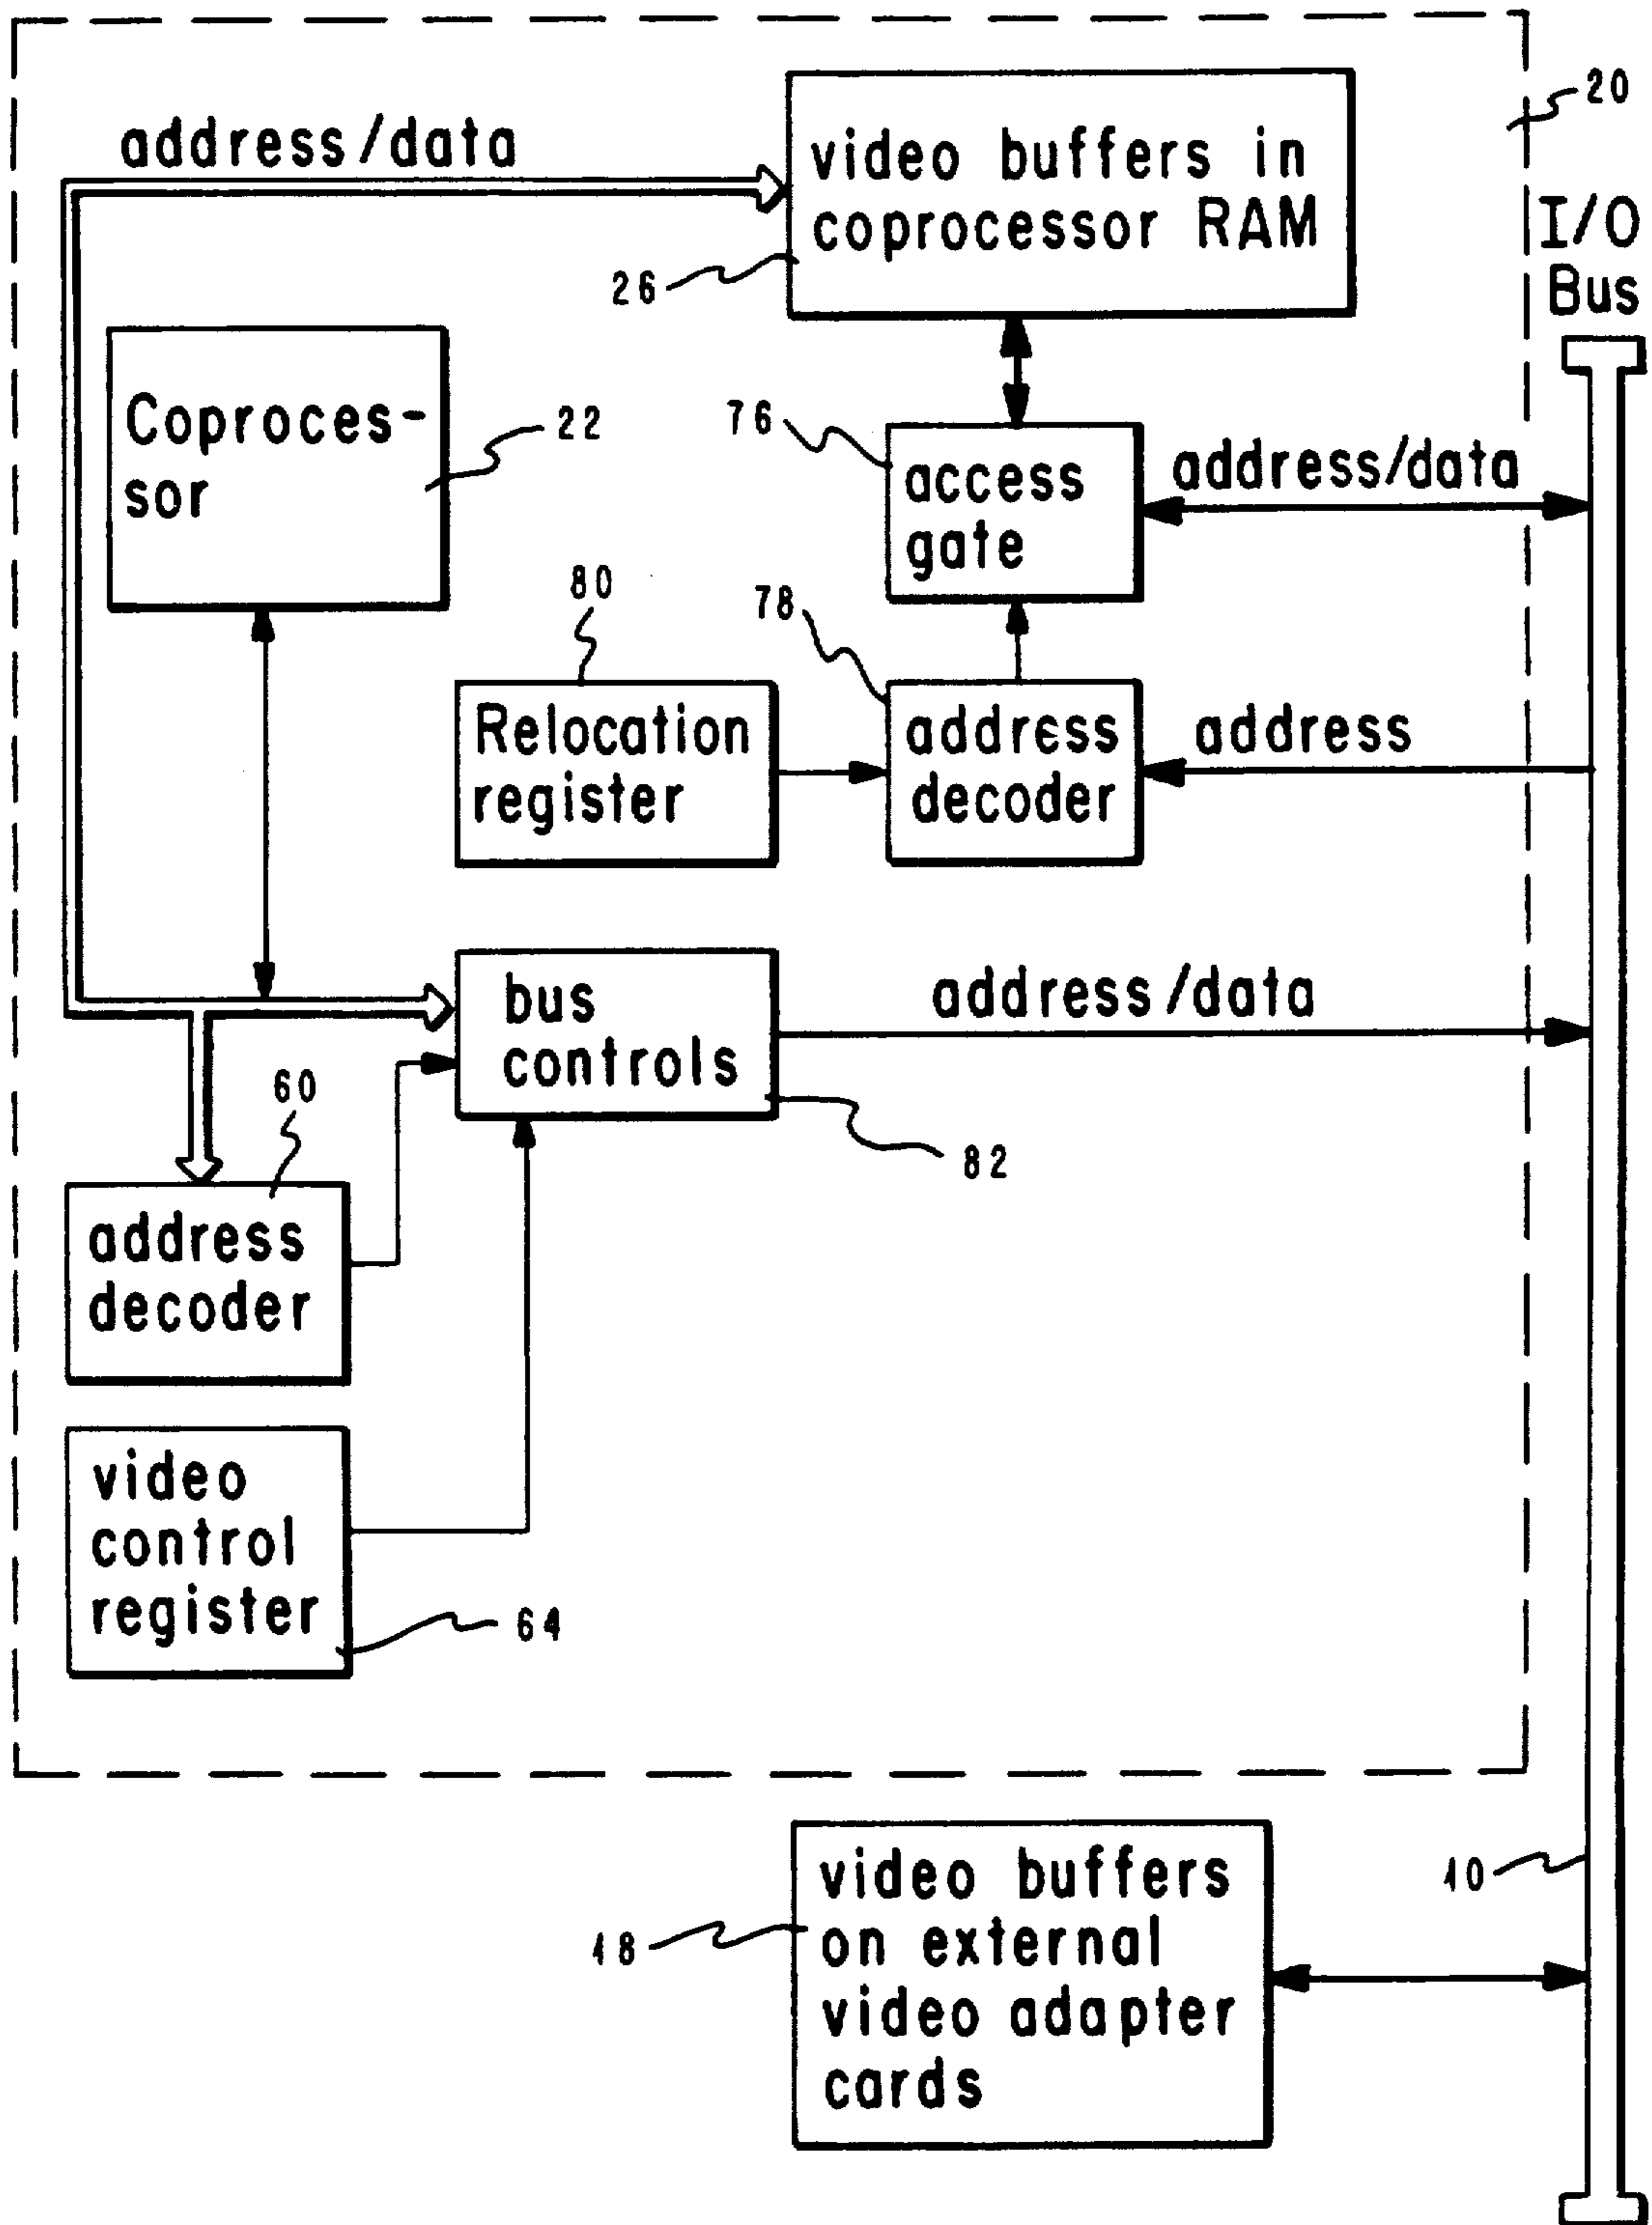 20
address/data
video buffers in
coprocessor RAM
26
I/O
Bus
Coproces-
sor
22
76
access
gate
address/data
80
78
Relocation
register
address
decoder
address
bus
controls
address/data
82
60
address
decoder
video
control
register
64
video buffers
on external
video adapter
cards
48
40